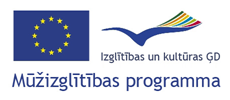 Izglītības un kultūras ĢD
Mūžizglītības programma